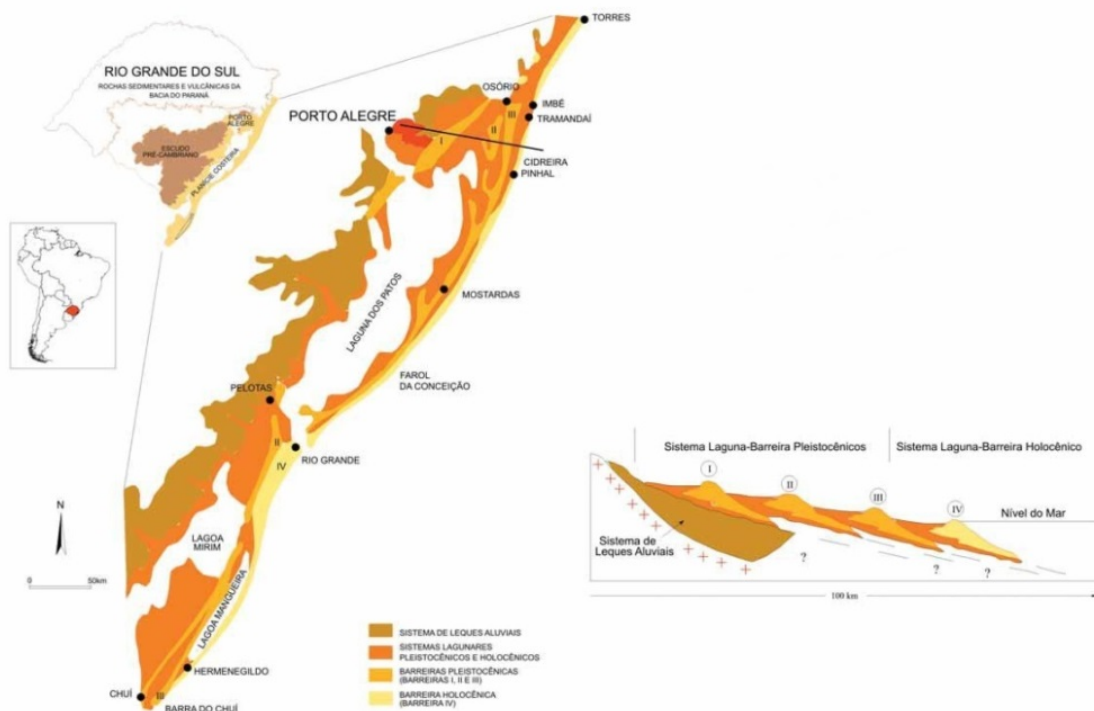 RIO GRANDE DO SUL
ROCHAS SEDIMENTARES E VULCÂNICAS DA
BACIA DO PARANÁ
PORTO
ALEGRE
ESCUDO
PRÉ-CAMBRIANO
PLANÍCIE COSTEIRA
TORRES
OSÓRIO
III
IMBÉ
TRAMANDAÍ
PORTO ALEGRE
I
II
CIDREIRA
PINHAL
LAGUNA DOS PATOS
MOSTARDAS
FAROL
DA CONCEIÇÃO
PELOTAS
II
RIO GRANDE
IV
N
LAGOA
MIRIM
0
50km
LAGOA MANGUEIRA
HERMENEGILDO
CHUÍ
III
BARRA DO CHUÍ
SISTEMA DE LEQUES ALUVIAIS
SISTEMAS LAGUNARES
PLEISTOCÊNICOS E HOLOCÊNICOS
BARREIRAS PLEISTOCÊNICAS
(BARREIRAS I, II E III)
BARREIRA HOLOCÊNICA
(BARREIRA IV)
Sistema Laguna-Barreira Pleistocênicos
Sistema Laguna-Barreira Holocênico
I
II
III
IV
Nível do Mar
Sistema de
Leques Aluviais
?
?
?
100 km